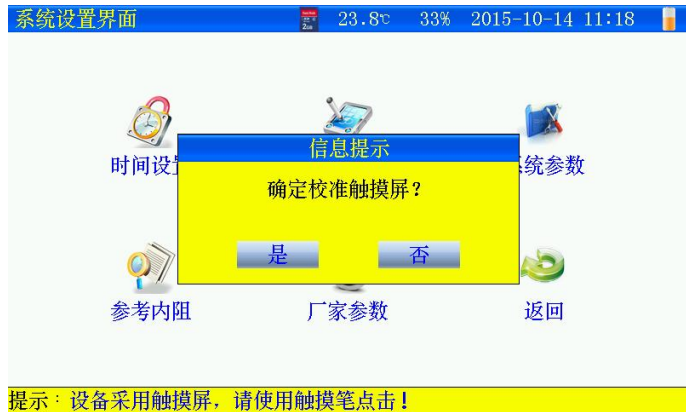 系统设置界面 23.8℃ 33% 2015-10-14 11:18
信息提示
时间设 系统参数
确定校准触摸屏?
是 否
参考内阻 厂家参数 返回
提示:设备采用触摸屏,请使用触摸笔点击!